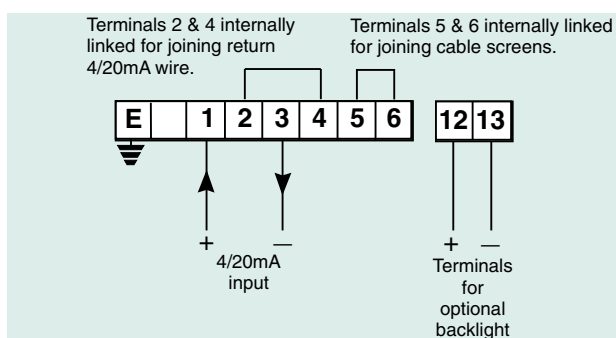 Terminals 2 & 4 internally
linked for joining return
4/20mA wire.
Terminals 5 & 6 internally linked
for joining cable screens.
E 1 2 3 4 5 6 12 13
+ —
4/20mA
input
+ —
Terminals
for
optional
backlight